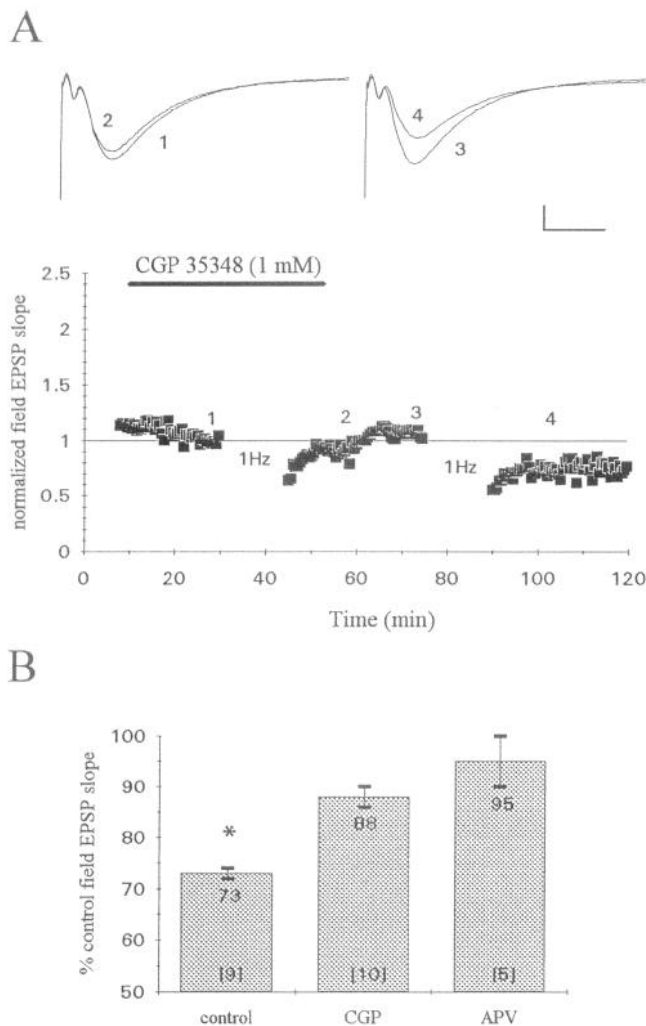 A
2
1
4
3
CGP 35348 (1 mM)
normalized field EPSP slope
2.5
2
1.5
1
0.5
0
1
2
3
4
1Hz
1Hz
0 20 40 60 80 100 120
Time (min)
B
% control field EPSP slope
100
90
80
70
60
50
*
73
88
95
[9]
[10]
[5]
control CGP APV